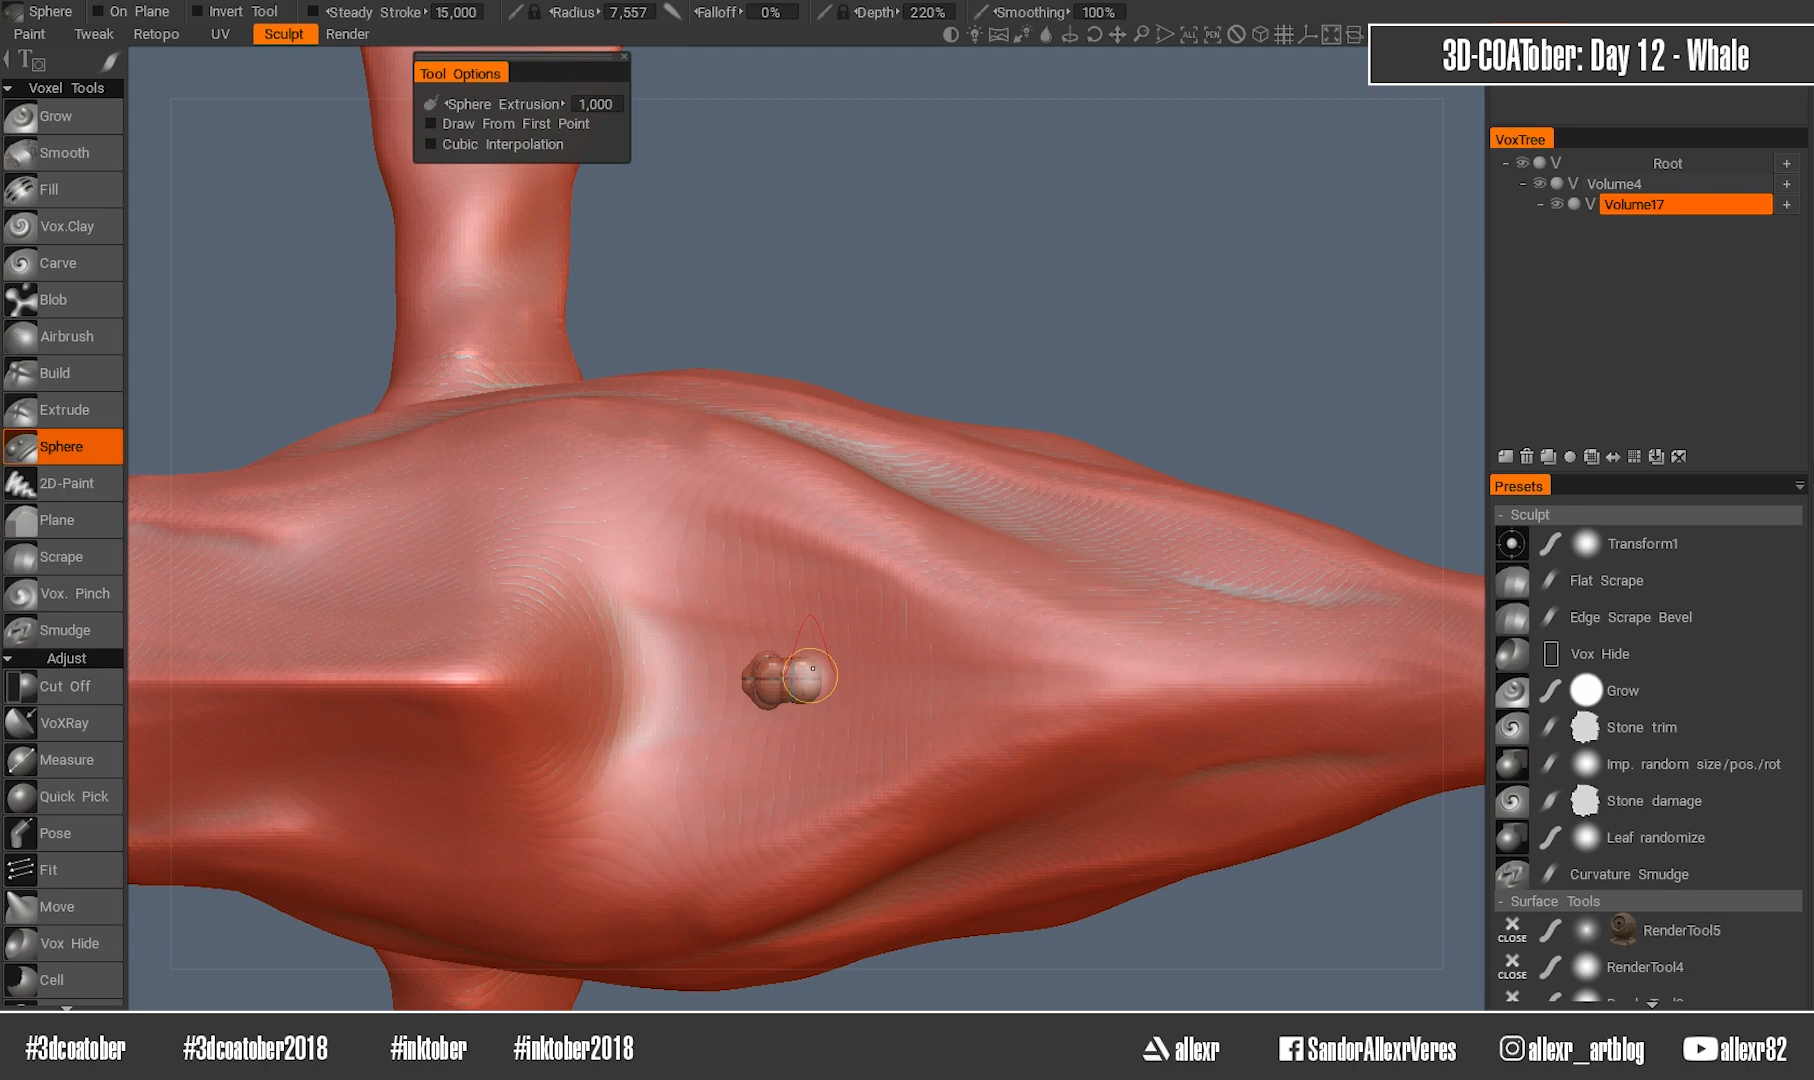 Sphere On Plane Invert Tool Steady Stroke 15,000 Radius 7,557 Falloff 0% Depth 220% Smoothing 100%
Paint Tweak Retopo UV Sculpt Render
ALL PEN
3D-COATober: Day 12 - Whale
T
Tool Options
Sphere Extrusion 1,000
Draw From First Point
Cubic Interpolation
Voxel Tools
Grow
Smooth
Fill
Vox.Clay
Carve
Blob
Airbrush
Build
Extrude
Sphere
2D-Paint
Plane
Scrape
Vox. Pinch
Smudge
Adjust
Cut Off
VoXRay
Measure
Quick Pick
Pose
Fit
Move
Vox Hide
Cell
VoxTree
- V Root +
- V Volume4 +
- V Volume17 +
Presets
- Sculpt
Transform1
Flat Scrape
Edge Scrape Bevel
Vox Hide
Grow
Stone trim
Imp. random size/pos./rot
Stone damage
Leaf randomize
Curvature Smudge
- Surface Tools
CLOSE RenderTool5
CLOSE RenderTool4
#3dcoatober #3dcoatober2018 #inktober #inktober2018 allexr SandorAllexrVeres allexr_artblog allexr82